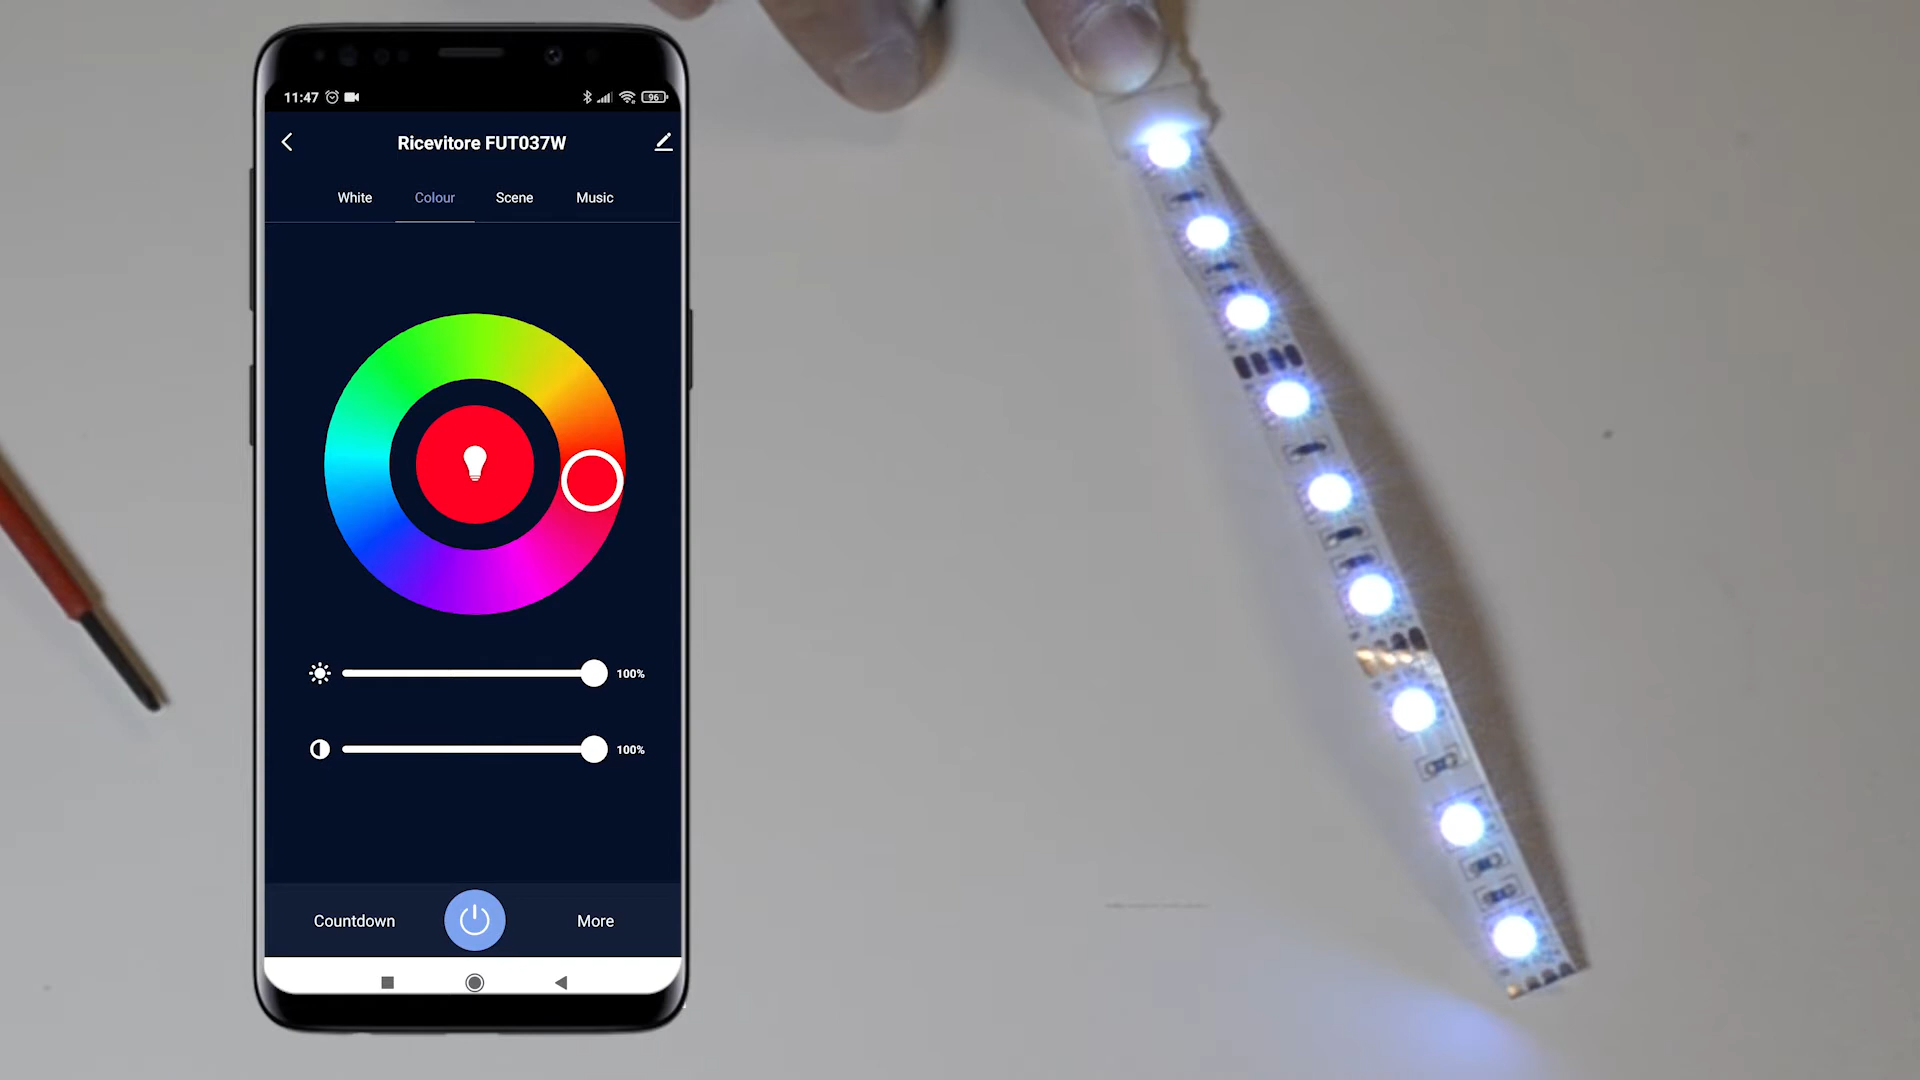 11:47 96
Ricevitore FUT037W
White Colour Scene Music
100%
100%
Countdown More